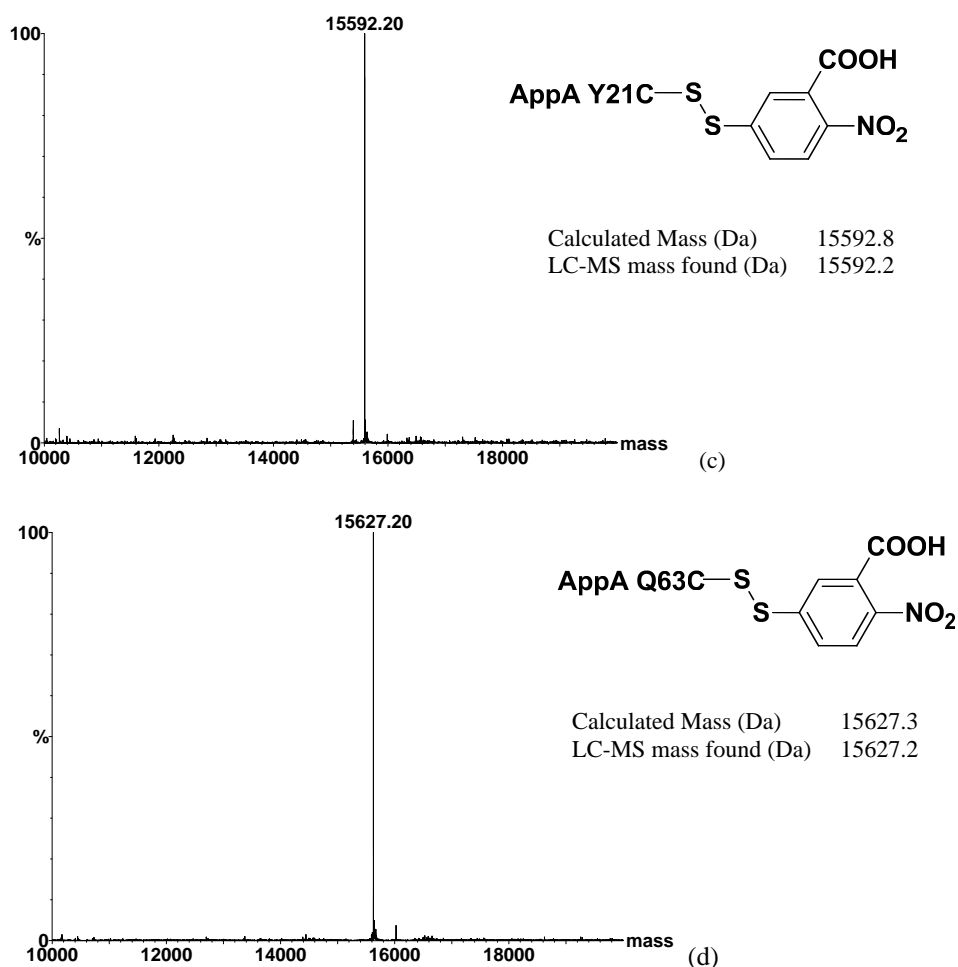 15592.20
100
%
0
10000 12000 14000 16000 18000
mass
(c)
COOH
AppA Y21C S
S NO2
Calculated Mass (Da) 15592.8
LC-MS mass found (Da) 15592.2
15627.20
100
%
0
10000 12000 14000 16000 18000
mass
(d)
COOH
AppA Q63C S
S NO2
Calculated Mass (Da) 15627.3
LC-MS mass found (Da) 15627.2